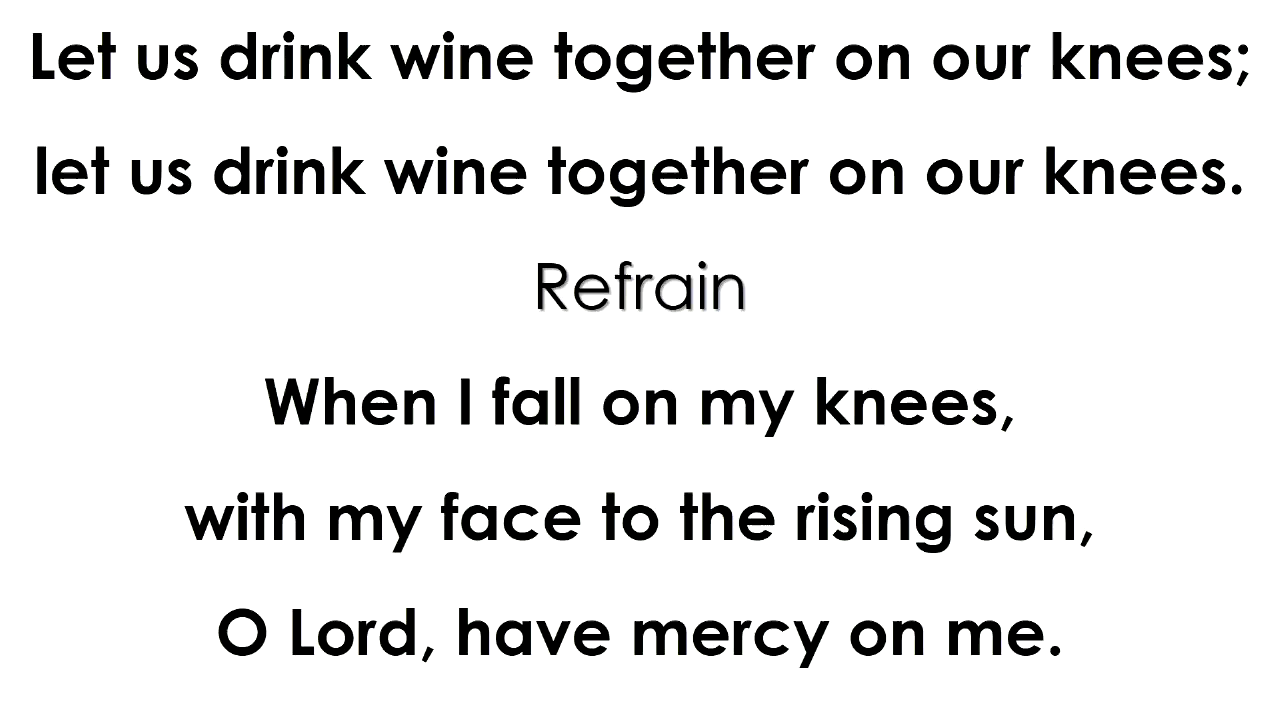 Let us drink wine together on our knees;
let us drink wine together on our knees.
Refrain
When I fall on my knees,
with my face to the rising sun,
O Lord, have mercy on me.